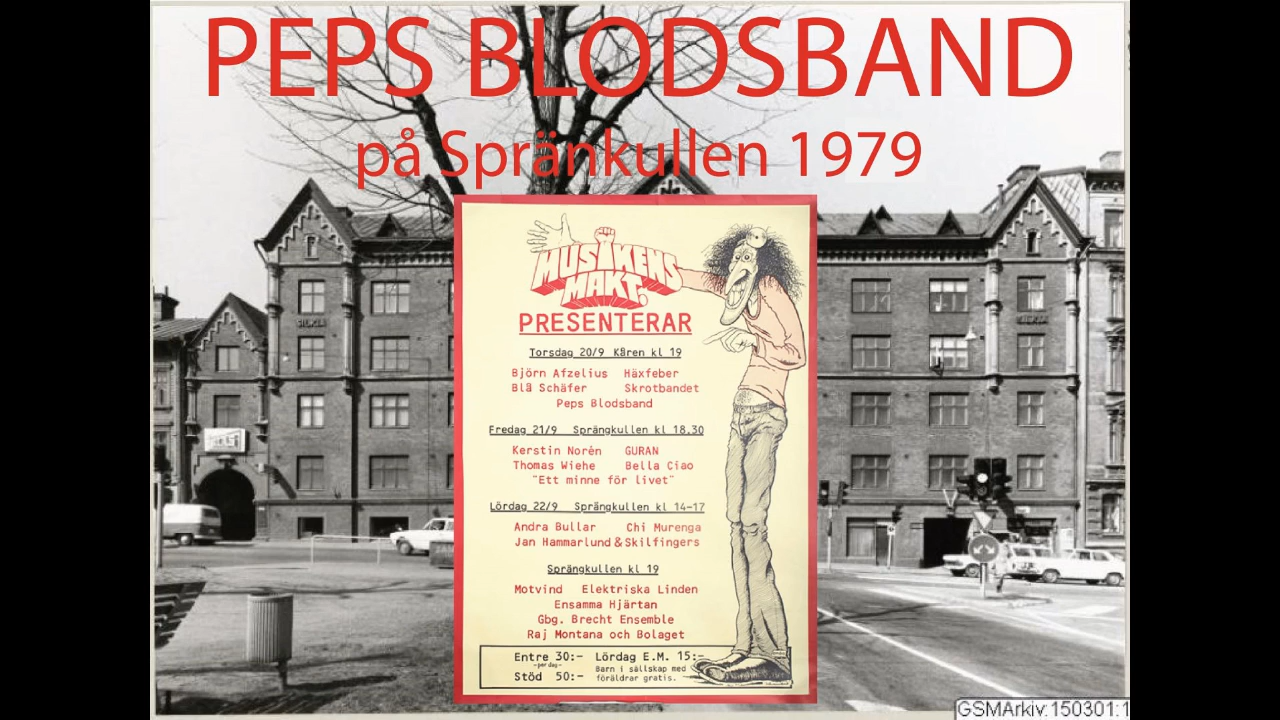 PEPS BLODSBAND
på Spränkullen 1979
MUSIKENS
MAKT.
PRESENTERAR
Torsdag 20/9 Kåren kl 19
Björn Afzelius Häxfeber
Blå Schäfer Skrotbandet
Peps Blodsband
Fredag 21/9 Sprängkullen kl 18.30
Kerstin Norèn GURAN
Thomas Wiehe Bella Ciao
"Ett minne för livet"
Lördag 22/9 Sprängkullen kl 14-17
Andra Bullar Chi Murenga
Jan Hammarlund & Skilfingers
Sprängkullen kl 19
Motvind Elektriska Linden
Ensamma Hjärtan
Gbg. Brecht Ensemble
Raj Montana och Bolaget
Entre 30:- Lördag E.M. 15:-
-per dag-
Stöd 50:- Barn i sällskap med
föräldrar gratis.
GSMArkiv:150301:1